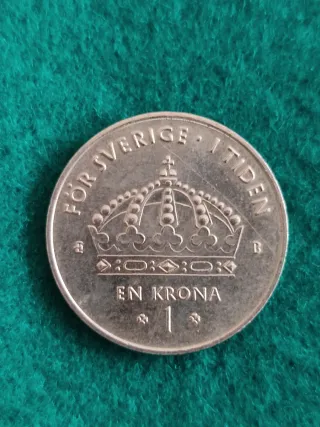 FÖR SVERIGE · I TIDEN
B
EN KRONA
1